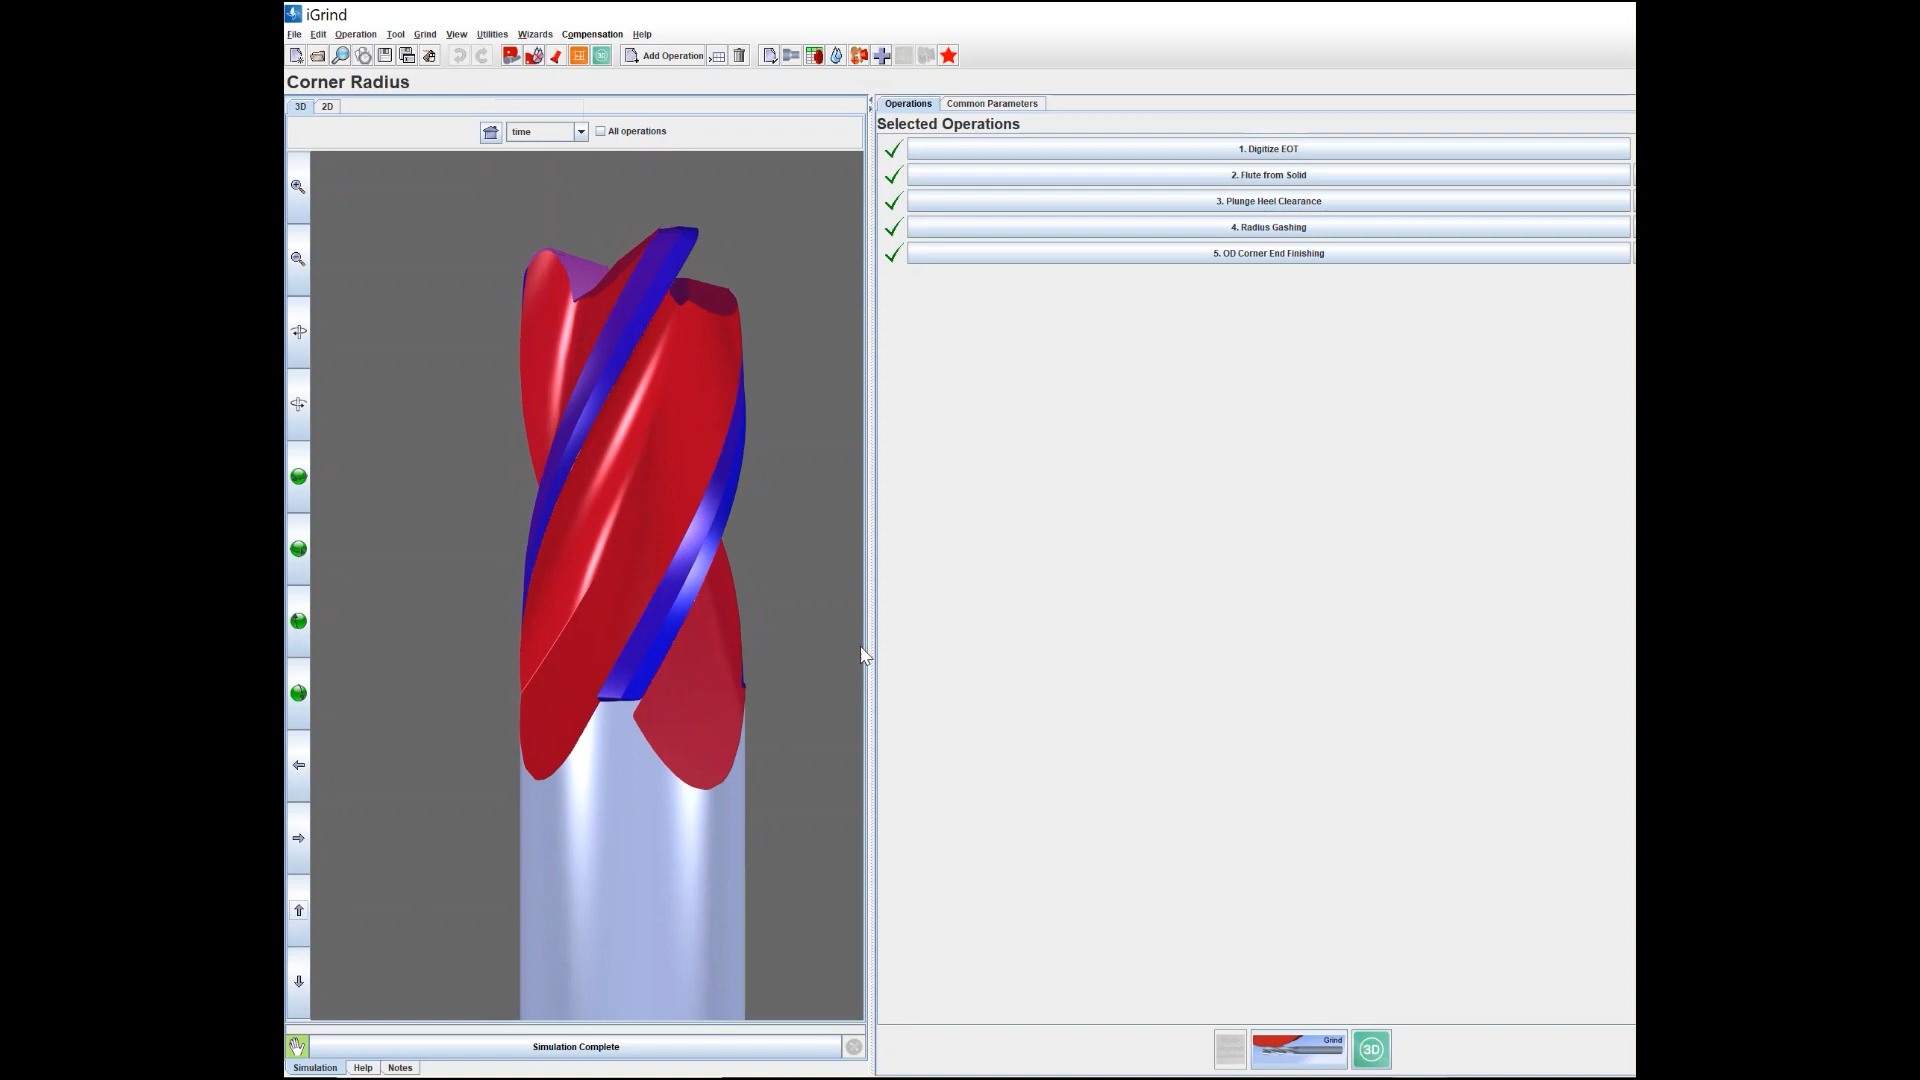 iGrind
File Edit Operation Tool Grind View Utilities Wizards Compensation Help
Add Operation
Corner Radius
3D 2D
time All operations
Operations Common Parameters
Selected Operations
1. Digitize EOT
2. Flute from Solid
3. Plunge Heel Clearance
4. Radius Gashing
5. OD Corner End Finishing
Grind
3D
Simulation Complete
Simulation Help Notes